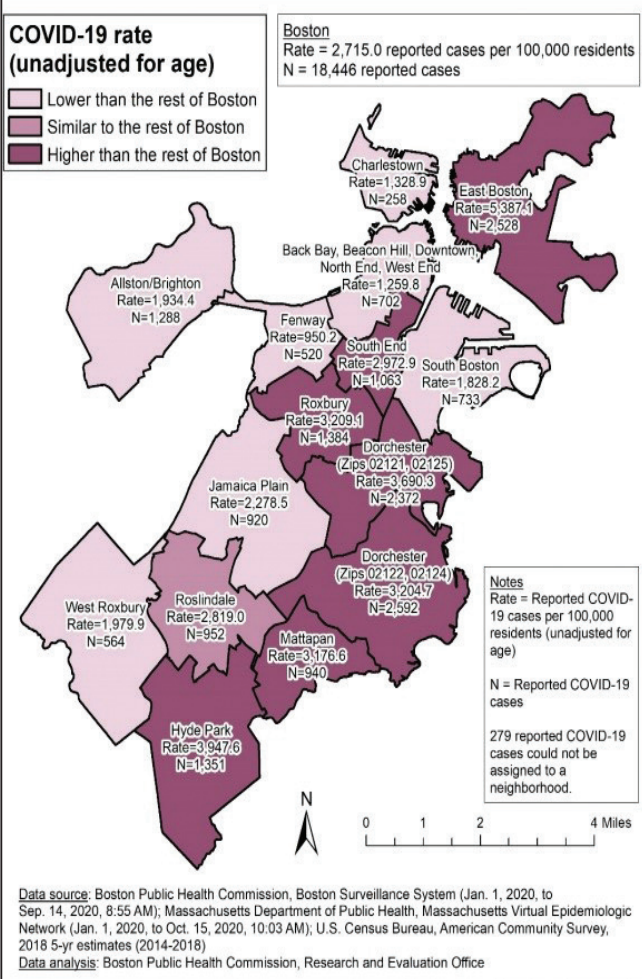 COVID-19 rate
(unadjusted for age)
Lower than the rest of Boston
Similar to the rest of Boston
Higher than the rest of Boston
Boston
Rate = 2,715.0 reported cases per 100,000 residents
N = 18,446 reported cases
Charlestown
Rate=1,328.9
N=258
East Boston
Rate=5,387.1
N=2,528
Back Bay, Beacon Hill, Downtown,
North End, West End
Rate=1,259.8
N=702
Allston/Brighton
Rate=1,934.4
N=1,288
Fenway
Rate=950.2
N=520
South End
Rate=2,972.9
N=1,063
South Boston
Rate=1,828.2
N=733
Roxbury
Rate=3,209.1
N=1,384
Dorchester
(Zips 02121, 02125)
Rate=3,690.3
N=2,372
Jamaica Plain
Rate=2,278.5
N=920
Dorchester
(Zips 02122, 02124)
Rate=3,204.7
N=2,592
West Roxbury
Rate=1,979.9
N=564
Roslindale
Rate=2,819.0
N=952
Mattapan
Rate=3,176.6
N=940
Hyde Park
Rate=3,947.6
N=1,351
Notes
Rate = Reported COVID-
19 cases per 100,000
residents (unadjusted for
age)
N = Reported COVID-19
cases
279 reported COVID-19
cases could not be
assigned to a
neighborhood.
N
0 1 2 4 Miles
Data source: Boston Public Health Commission, Boston Surveillance System (Jan. 1, 2020, to
Sep. 14, 2020, 8:55 AM); Massachusetts Department of Public Health, Massachusetts Virtual Epidemiologic
Network (Jan. 1, 2020, to Oct. 15, 2020, 10:03 AM); U.S. Census Bureau, American Community Survey,
2018 5-yr estimates (2014-2018)
Data analysis: Boston Public Health Commission, Research and Evaluation Office